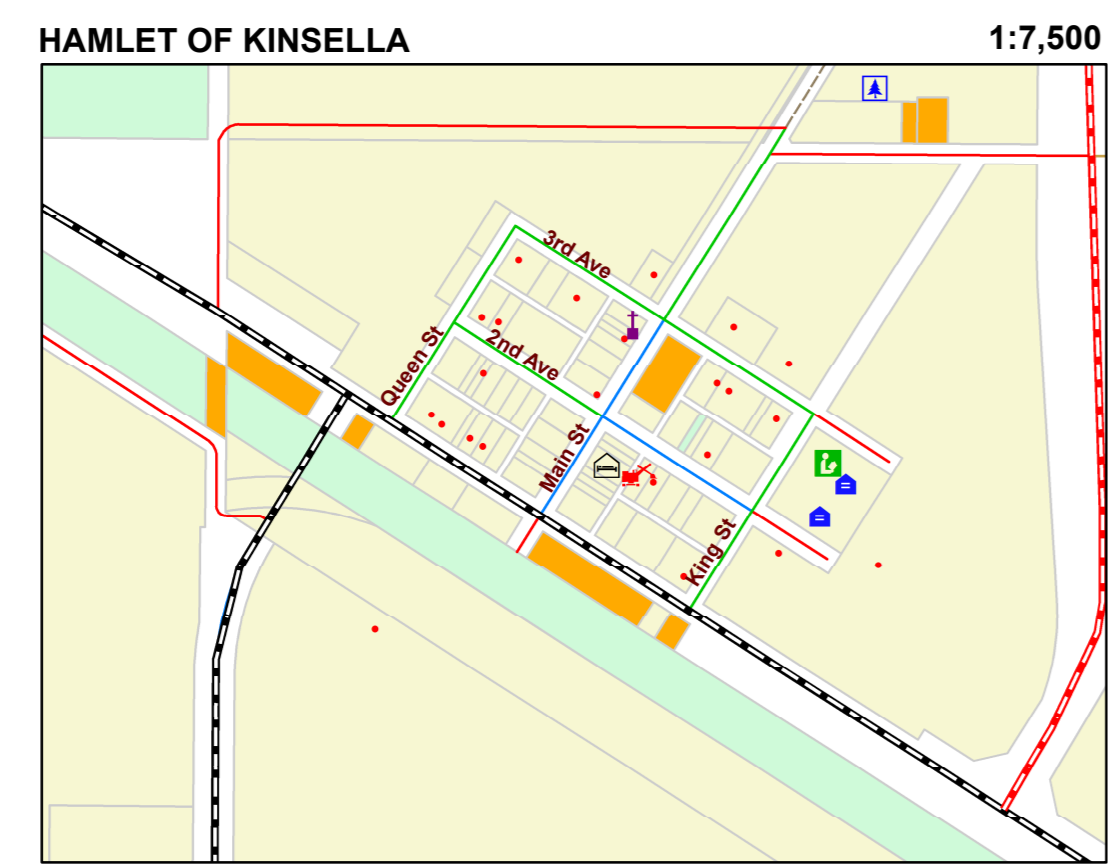 HAMLET OF KINSELLA
1:7,500
3rd Ave
2nd Ave
Queen St
Main St
King St